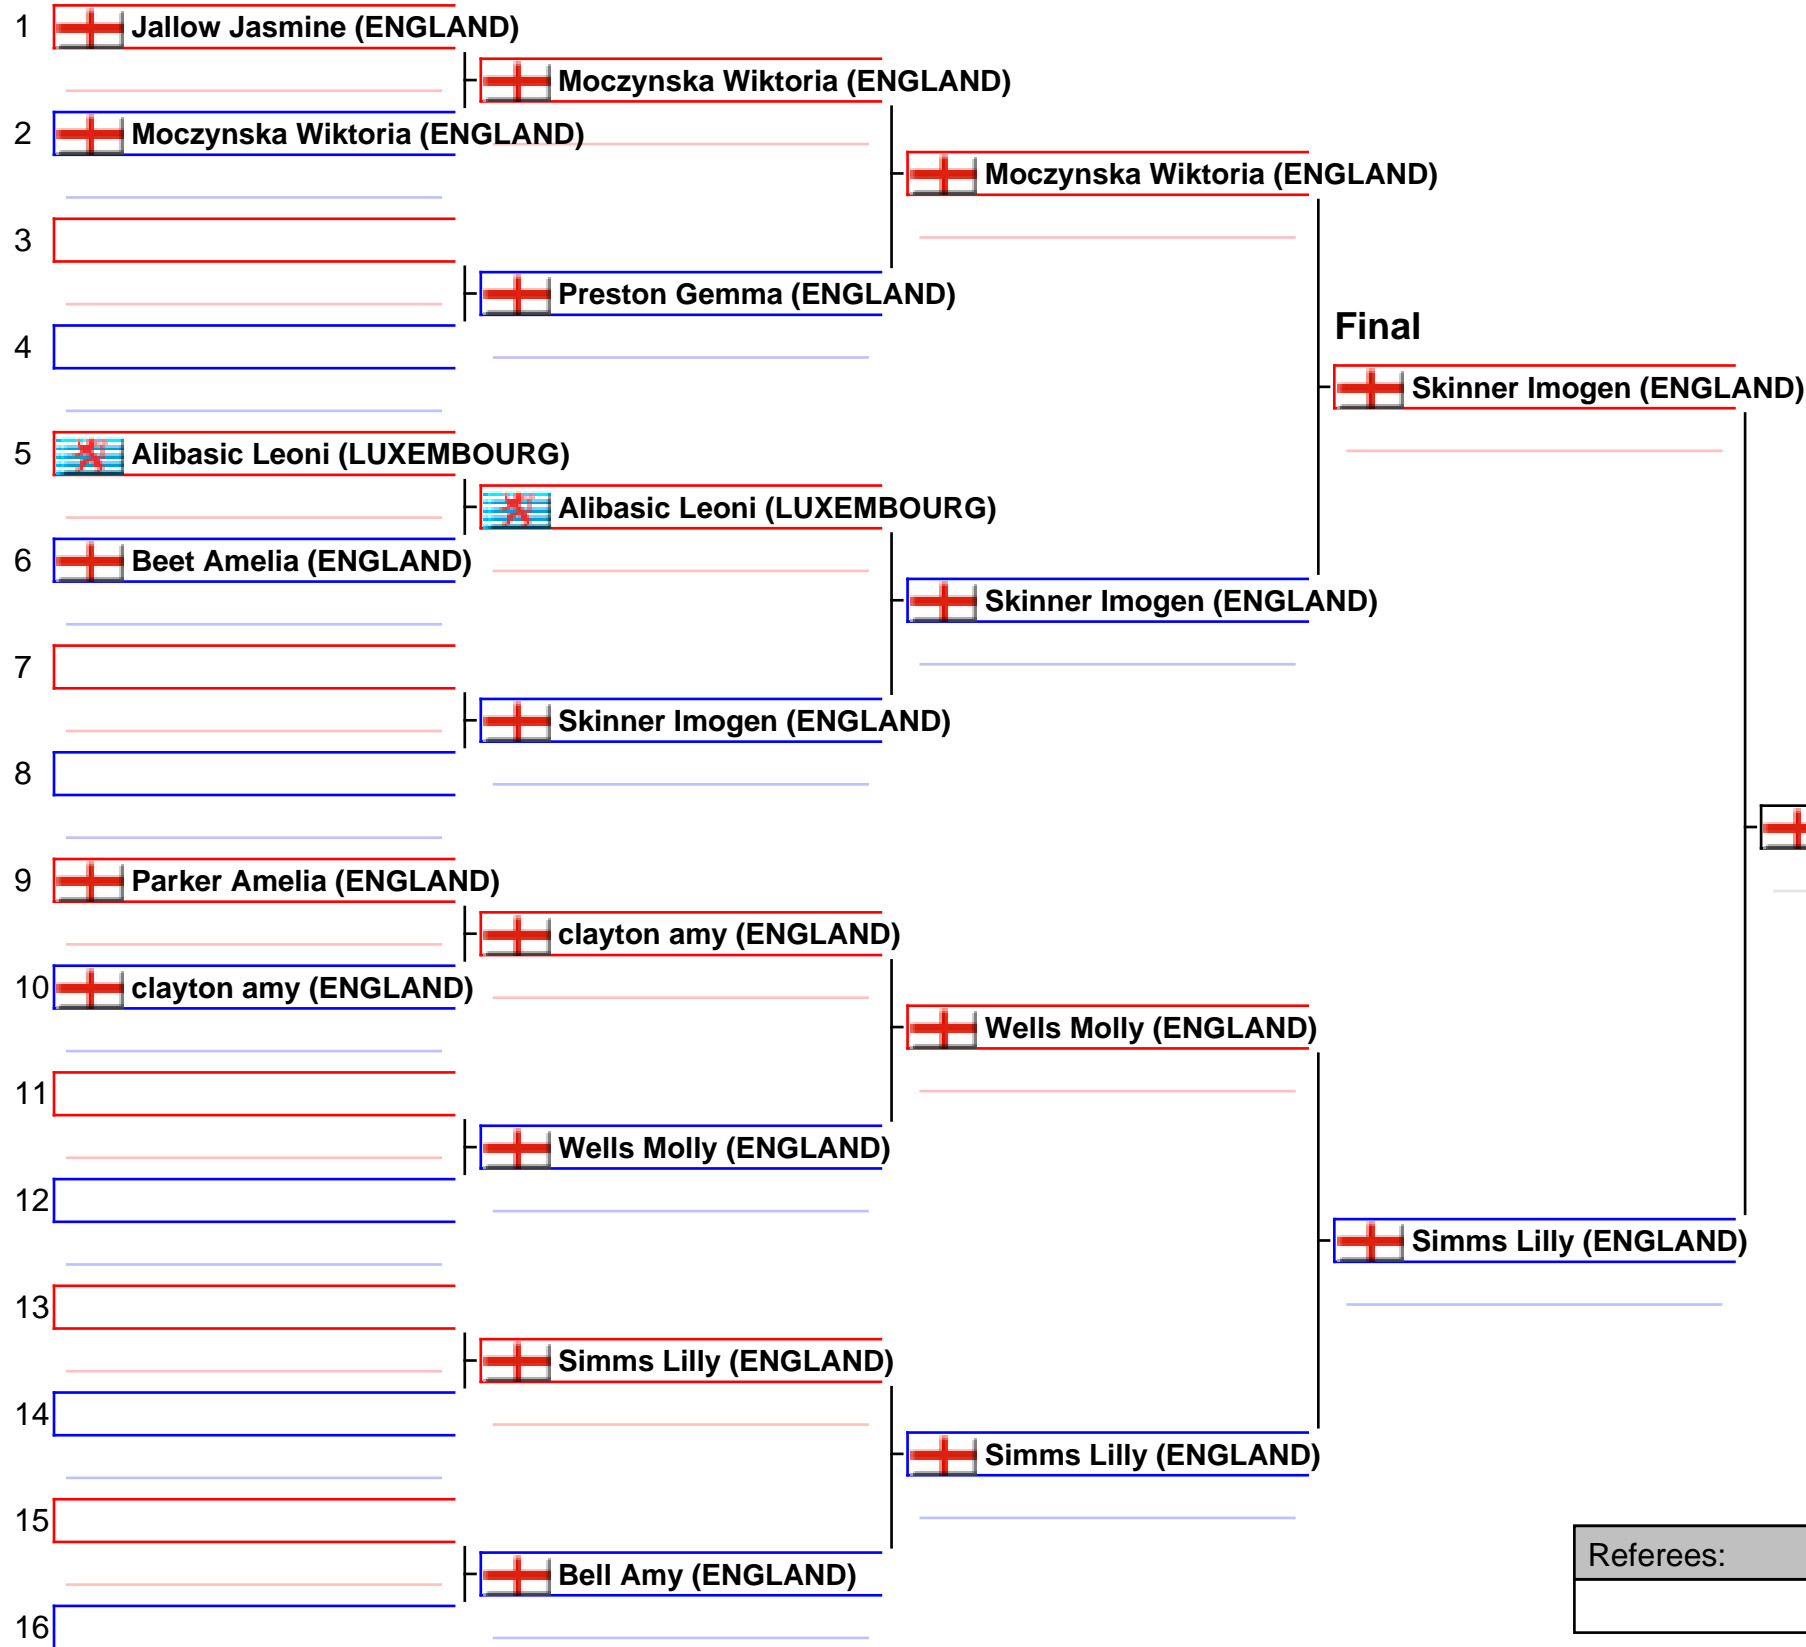 1 Jallow Jasmine (ENGLAND)
Moczynska Wiktoria (ENGLAND)
2 Moczynska Wiktoria (ENGLAND)
Moczynska Wiktoria (ENGLAND)
3
Preston Gemma (ENGLAND)
Final
4
Skinner Imogen (ENGLAND)
5 Alibasic Leoni (LUXEMBOURG)
Alibasic Leoni (LUXEMBOURG)
6 Beet Amelia (ENGLAND)
Skinner Imogen (ENGLAND)
7
Skinner Imogen (ENGLAND)
8
9 Parker Amelia (ENGLAND)
clayton amy (ENGLAND)
10 clayton amy (ENGLAND)
Wells Molly (ENGLAND)
11
Wells Molly (ENGLAND)
12
Simms Lilly (ENGLAND)
13
Simms Lilly (ENGLAND)
14
Simms Lilly (ENGLAND)
15
Referees:
Bell Amy (ENGLAND)
16